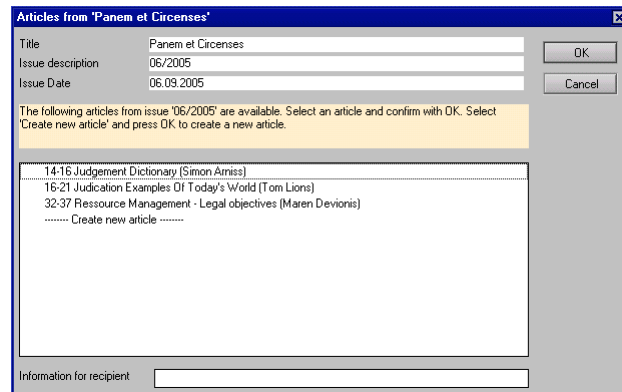 Articles from 'Panem et Circenses'
Title Panem et Circenses
Issue description 06/2005
Issue Date 06.09.2005
OK
Cancel
The following articles from issue '06/2005' are available. Select an article and confirm with OK. Select
'Create new article' and press OK to create a new article.
14-16 Judgement Dictionary (Simon Arniss)
16-21 Judication Examples Of Today's World (Tom Lions)
32-37 Ressource Management - Legal objectives (Maren Devionis)
-------- Create new article --------
Information for recipient